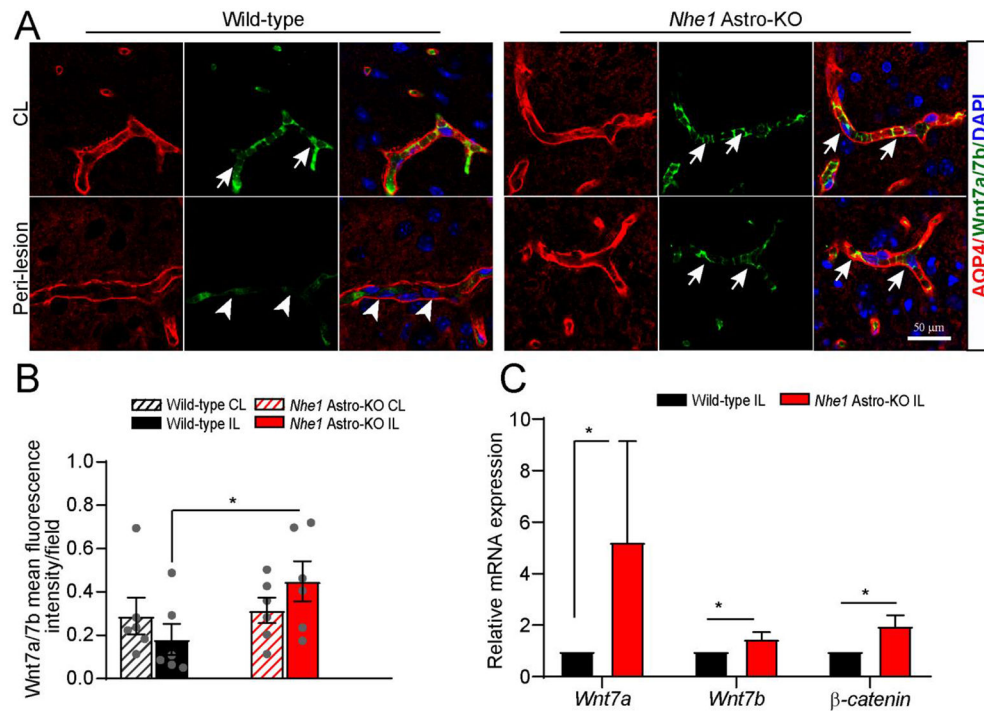 A
Wild-type
Nhe1 Astro-KO
CL
Peri-lesion
AQP4/Wnt7a/7b/DAPI
50 μm
B
Wild-type CL
Nhe1 Astro-KO CL
Wild-type IL
Nhe1 Astro-KO IL
Wnt7a/7b mean fluorescence
intensity/field
1.0
0.8
0.6
0.4
0.2
0.0
*
C
Wild-type IL
Nhe1 Astro-KO IL
Relative mRNA expression
10
8
6
4
2
0
*
*
*
Wnt7a
Wnt7b
β-catenin